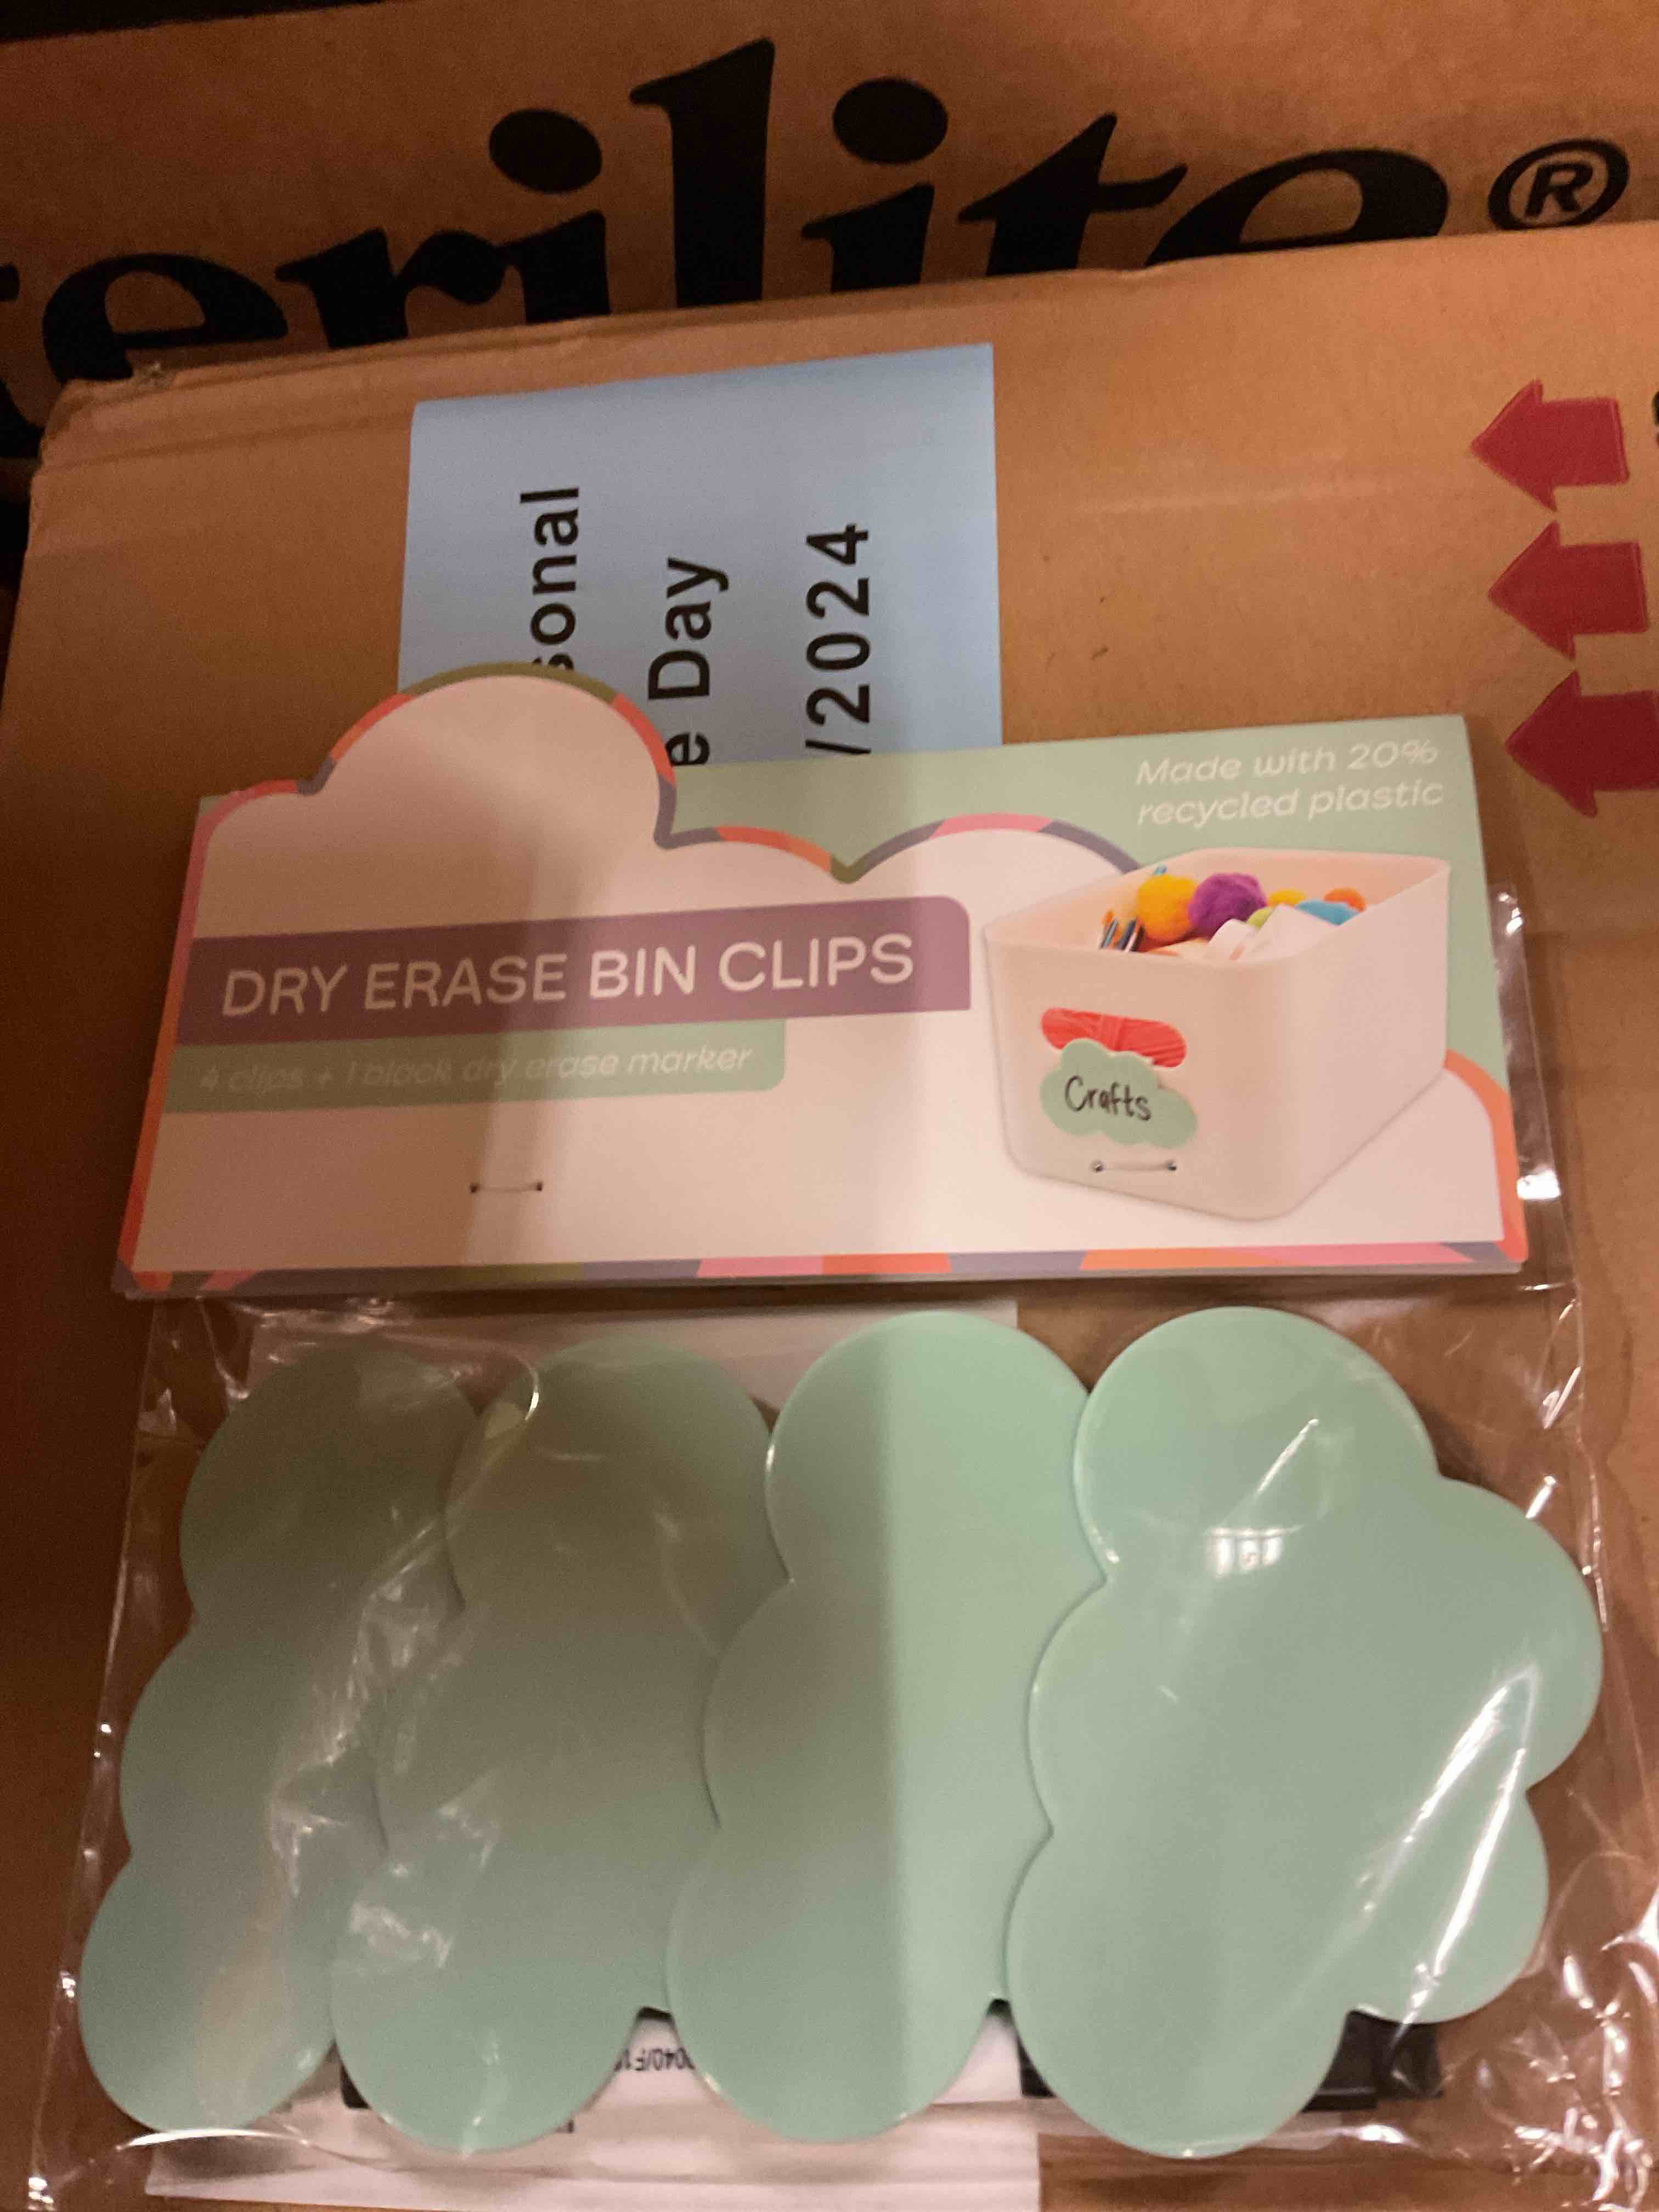 erilite®
sonal
e Day
/2024
Made with 20%
recycled plastic
DRY ERASE BIN CLIPS
4 clips + 1 black dry erase marker
Crafts